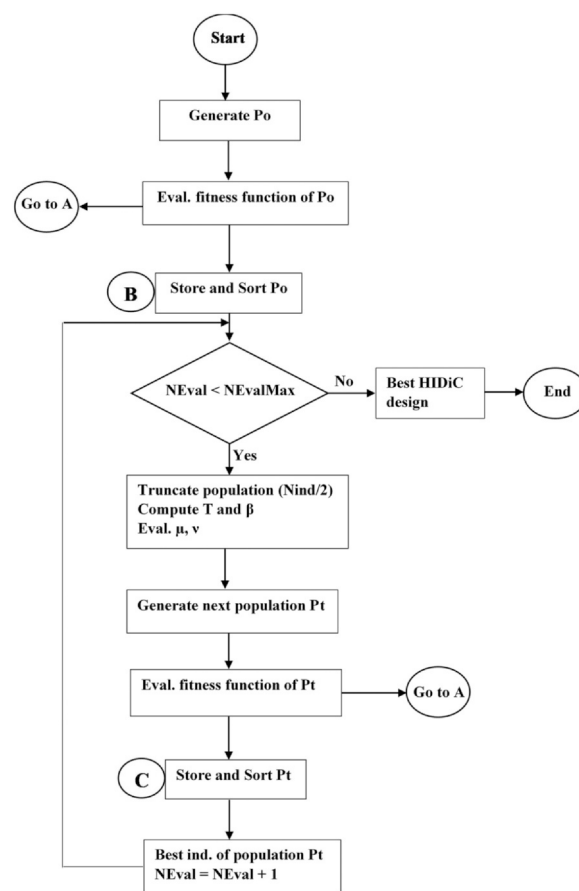 Start
Generate Po
Go to A
Eval. fitness function of Po
B
Store and Sort Po
NEval < NEvalMax
No
Best HIDiC
design
End
Yes
Truncate population (Nind/2)
Compute T and β
Eval. μ, ν
Generate next population Pt
Eval. fitness function of Pt
Go to A
C
Store and Sort Pt
Best ind. of population Pt
NEval = NEval + 1